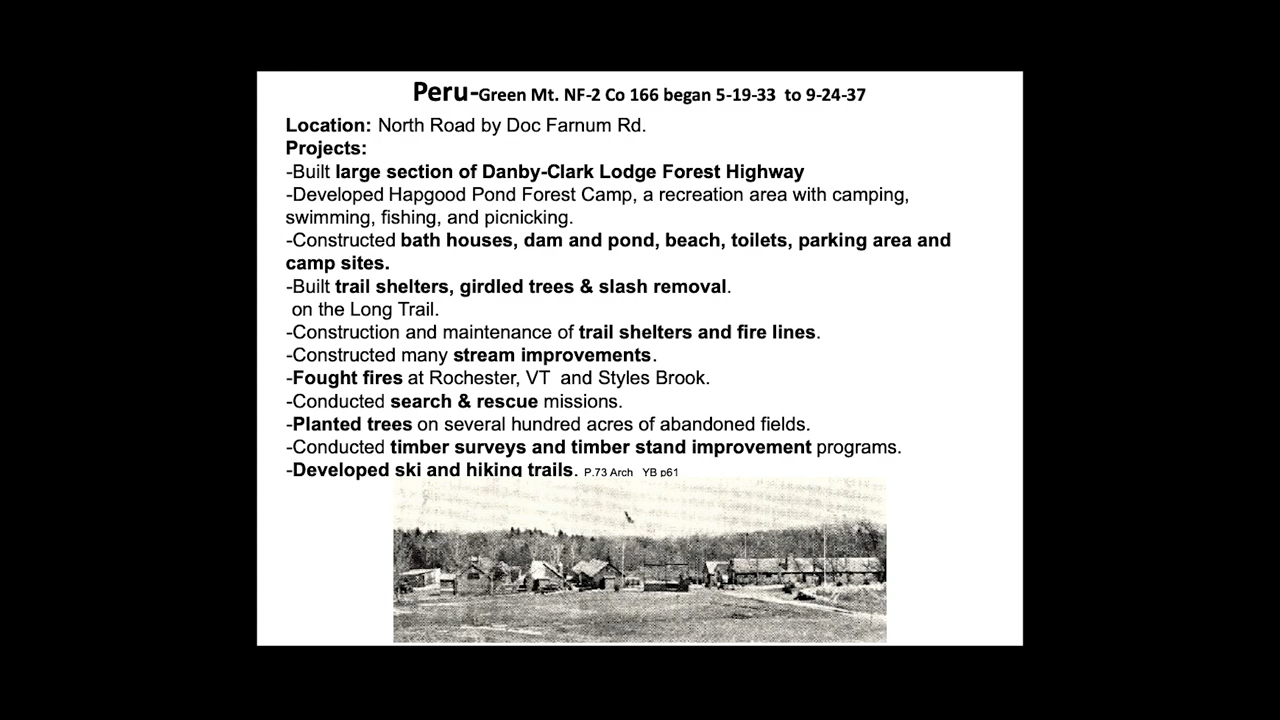 Peru-Green Mt. NF-2 Co 166 began 5-19-33 to 9-24-37
Location: North Road by Doc Farnum Rd.
Projects:
-Built large section of Danby-Clark Lodge Forest Highway
-Developed Hapgood Pond Forest Camp, a recreation area with camping,
swimming, fishing, and picnicking.
-Constructed bath houses, dam and pond, beach, toilets, parking area and
camp sites.
-Built trail shelters, girdled trees & slash removal.
on the Long Trail.
-Construction and maintenance of trail shelters and fire lines.
-Constructed many stream improvements.
-Fought fires at Rochester, VT and Styles Brook.
-Conducted search & rescue missions.
-Planted trees on several hundred acres of abandoned fields.
-Conducted timber surveys and timber stand improvement programs.
-Developed ski and hiking trails. P.73 Arch YB p61